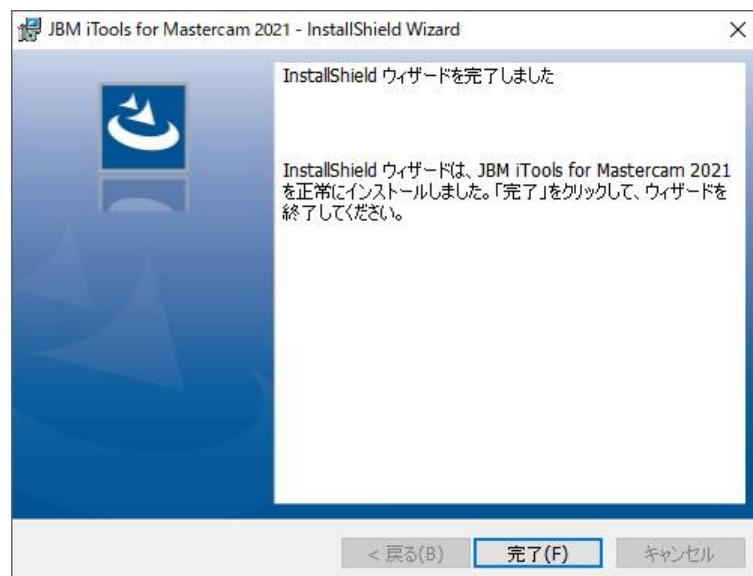 JBM iTools for Mastercam 2021 - InstallShield Wizard
InstallShield ウィザードを完了しました
InstallShield ウィザードは、JBM iTools for Mastercam 2021
を正常にインストールしました。「完了」をクリックして、ウィザードを
終了してください。
< 戻る(B) 完了(F) キャンセル